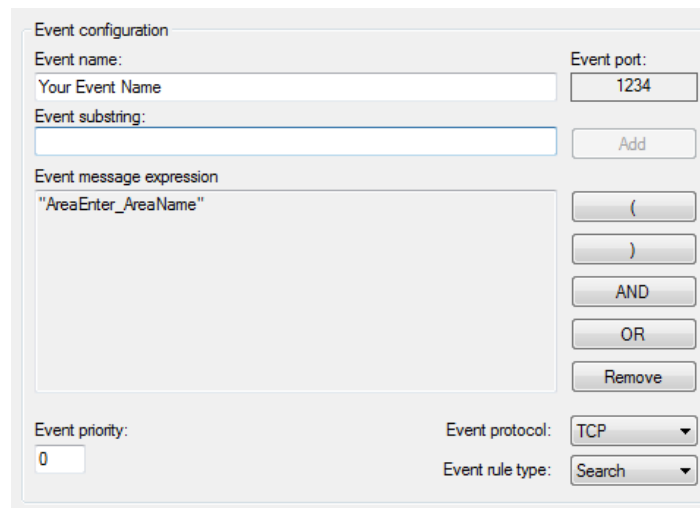 Event configuration
Event name:
Event port:
Your Event Name
1234
Event substring:
Add
Event message expression
"AreaEnter_AreaName"
(
)
AND
OR
Remove
Event priority:
Event protocol:
TCP
0
Event rule type:
Search